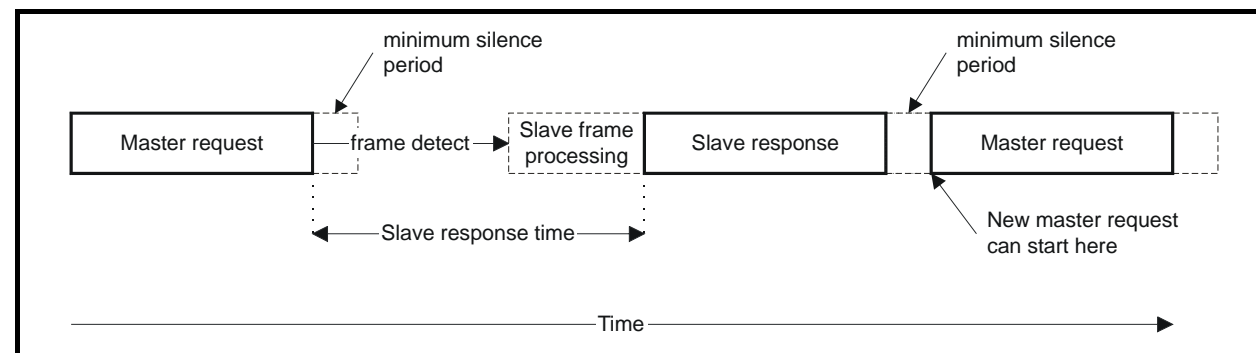 minimum silence
period
minimum silence
period
Master request
frame detect
Slave frame
processing
Slave response
Master request
Slave response time
New master request
can start here
Time